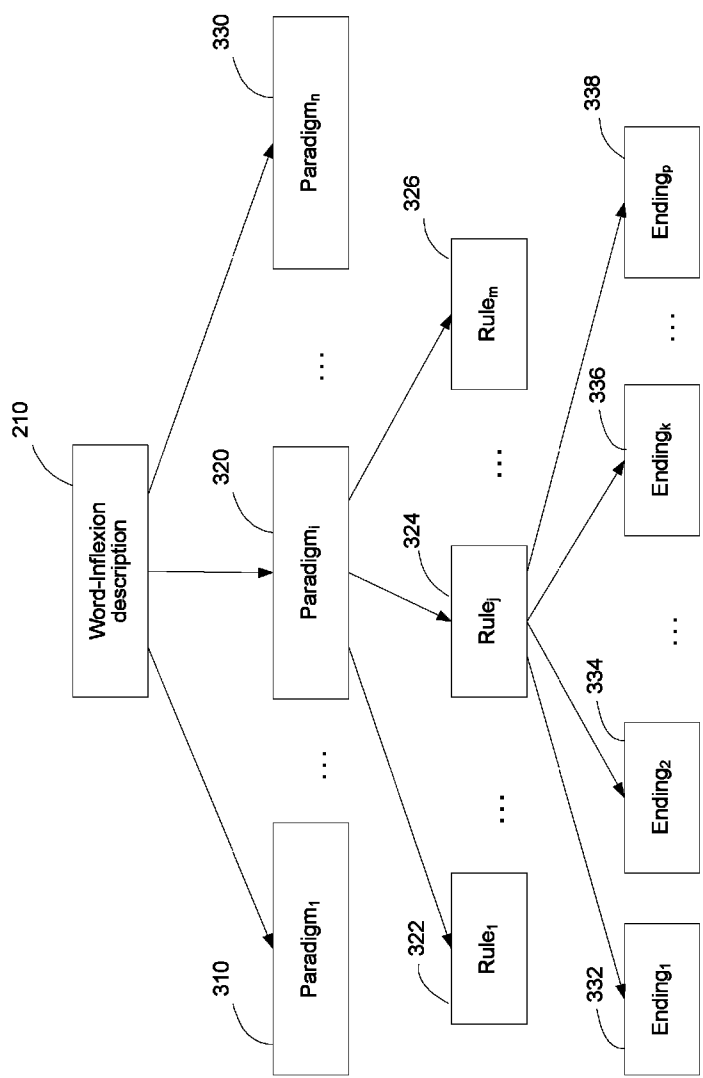 210
Word-Inflexion
description
310
320
330
Paradigm₁
...
Paradigmᵢ
...
Paradigmₙ
322
324
326
Rule₁
...
Ruleⱼ
...
Ruleₘ
332
334
336
338
Ending₁
Ending₂
...
Endingₖ
...
Endingₚ